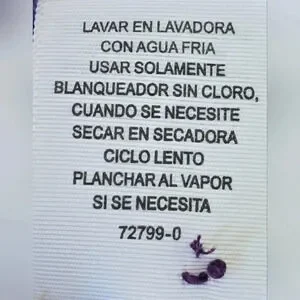 LAVAR EN LAVADORA
CON AGUA FRIA
USAR SOLAMENTE
BLANQUEADOR SIN CLORO,
CUANDO SE NECESITE
SECAR EN SECADORA
CICLO LENTO
PLANCHAR AL VAPOR
SI SE NECESITA
72799-0